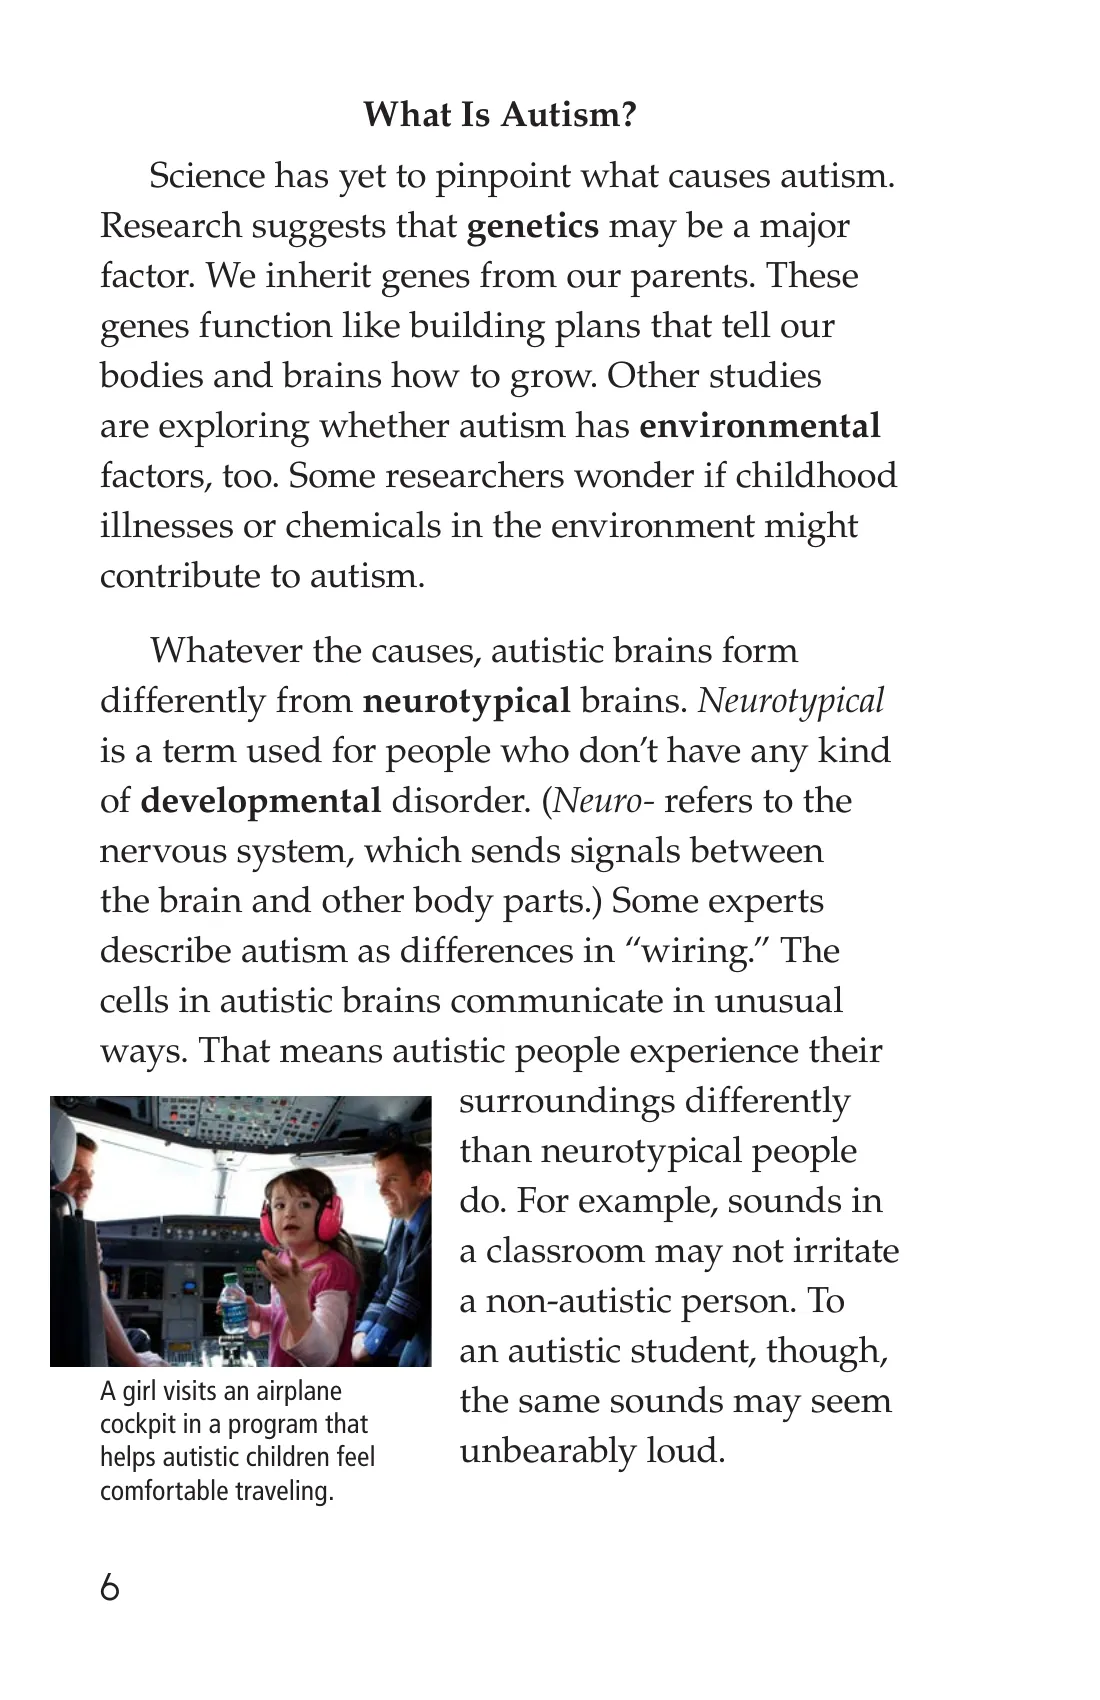 What Is Autism?
Science has yet to pinpoint what causes autism.
Research suggests that genetics may be a major
factor. We inherit genes from our parents. These
genes function like building plans that tell our
bodies and brains how to grow. Other studies
are exploring whether autism has environmental
factors, too. Some researchers wonder if childhood
illnesses or chemicals in the environment might
contribute to autism.
Whatever the causes, autistic brains form
differently from neurotypical brains. Neurotypical
is a term used for people who don’t have any kind
of developmental disorder. (Neuro- refers to the
nervous system, which sends signals between
the brain and other body parts.) Some experts
describe autism as differences in “wiring.” The
cells in autistic brains communicate in unusual
ways. That means autistic people experience their
surroundings differently
than neurotypical people
do. For example, sounds in
a classroom may not irritate
a non-autistic person. To
an autistic student, though,
the same sounds may seem
unbearably loud.
A girl visits an airplane
cockpit in a program that
helps autistic children feel
comfortable traveling.
6